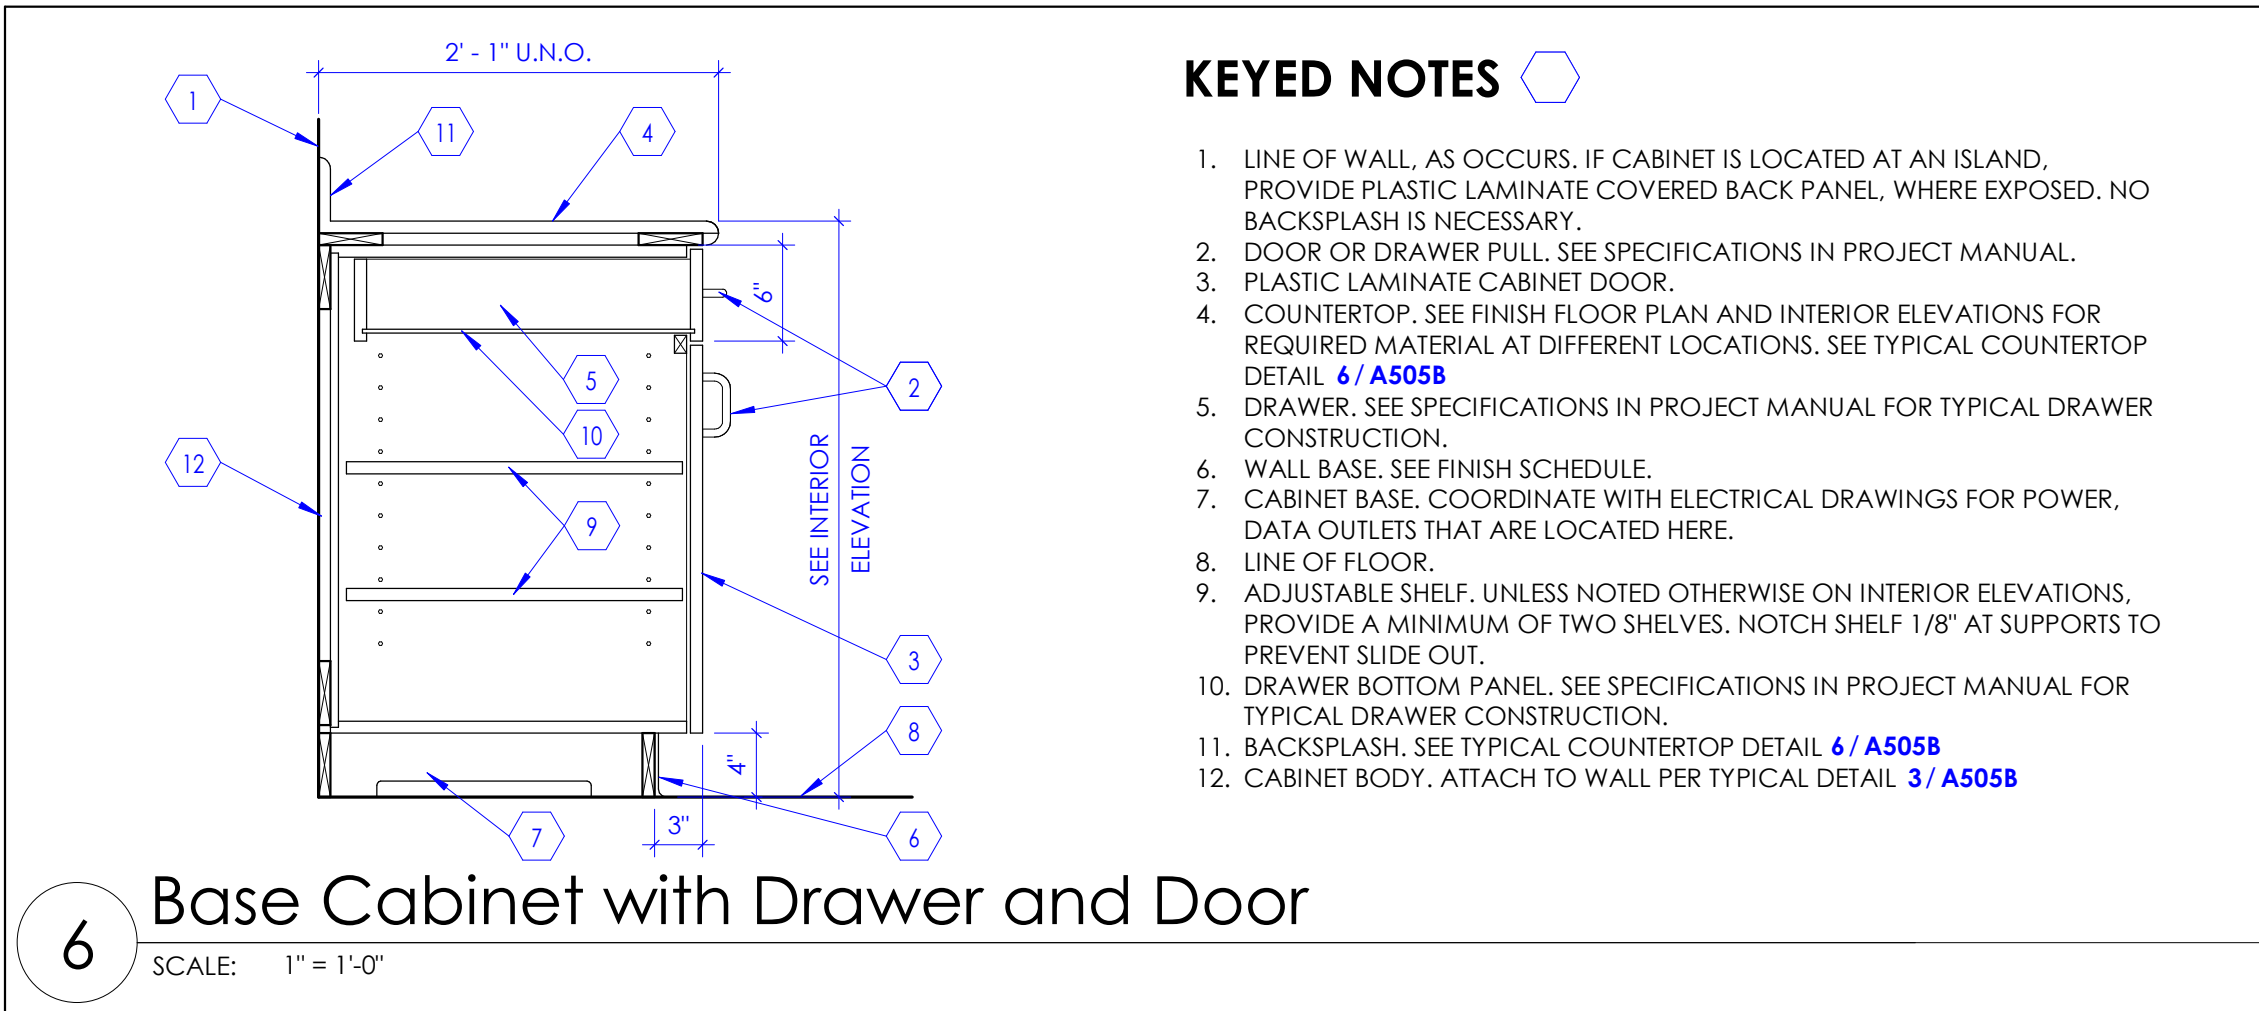 2' - 1" U.N.O.
1
11
4
6"
5
2
10
SEE INTERIOR
ELEVATION
12
9
3
8
4"
3"
7
6
KEYED NOTES
1. LINE OF WALL, AS OCCURS. IF CABINET IS LOCATED AT AN ISLAND,
PROVIDE PLASTIC LAMINATE COVERED BACK PANEL, WHERE EXPOSED. NO
BACKSPLASH IS NECESSARY.
2. DOOR OR DRAWER PULL. SEE SPECIFICATIONS IN PROJECT MANUAL.
3. PLASTIC LAMINATE CABINET DOOR.
4. COUNTERTOP. SEE FINISH FLOOR PLAN AND INTERIOR ELEVATIONS FOR
REQUIRED MATERIAL AT DIFFERENT LOCATIONS. SEE TYPICAL COUNTERTOP
DETAIL 6 / A505B
5. DRAWER. SEE SPECIFICATIONS IN PROJECT MANUAL FOR TYPICAL DRAWER
CONSTRUCTION.
6. WALL BASE. SEE FINISH SCHEDULE.
7. CABINET BASE. COORDINATE WITH ELECTRICAL DRAWINGS FOR POWER,
DATA OUTLETS THAT ARE LOCATED HERE.
8. LINE OF FLOOR.
9. ADJUSTABLE SHELF. UNLESS NOTED OTHERWISE ON INTERIOR ELEVATIONS,
PROVIDE A MINIMUM OF TWO SHELVES. NOTCH SHELF 1/8" AT SUPPORTS TO
PREVENT SLIDE OUT.
10. DRAWER BOTTOM PANEL. SEE SPECIFICATIONS IN PROJECT MANUAL FOR
TYPICAL DRAWER CONSTRUCTION.
11. BACKSPLASH. SEE TYPICAL COUNTERTOP DETAIL 6 / A505B
12. CABINET BODY. ATTACH TO WALL PER TYPICAL DETAIL 3 / A505B
6
Base Cabinet with Drawer and Door
SCALE: 1" = 1'-0"